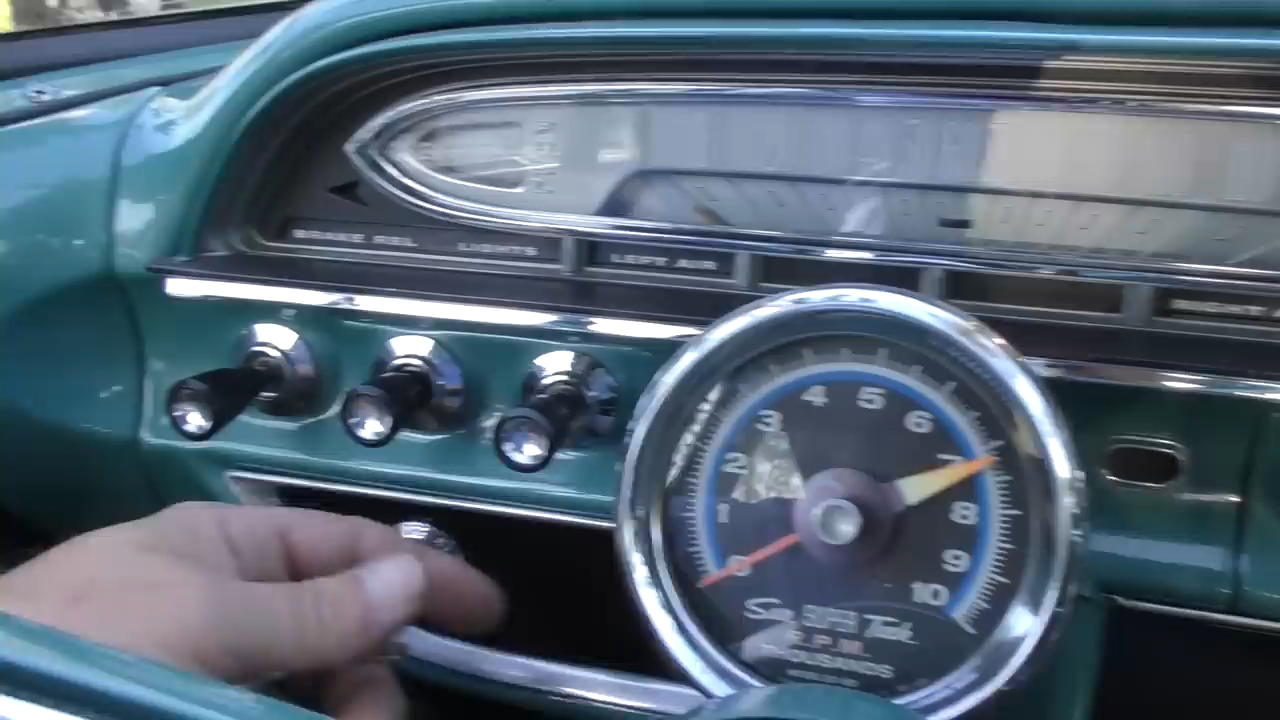 BRAKE REL
LIGHTS
LEFT AIR
RIGHT
0
1
2
3
4
5
6
7
8
9
10
Sun Super Tach
R.P.M.
THOUSANDS